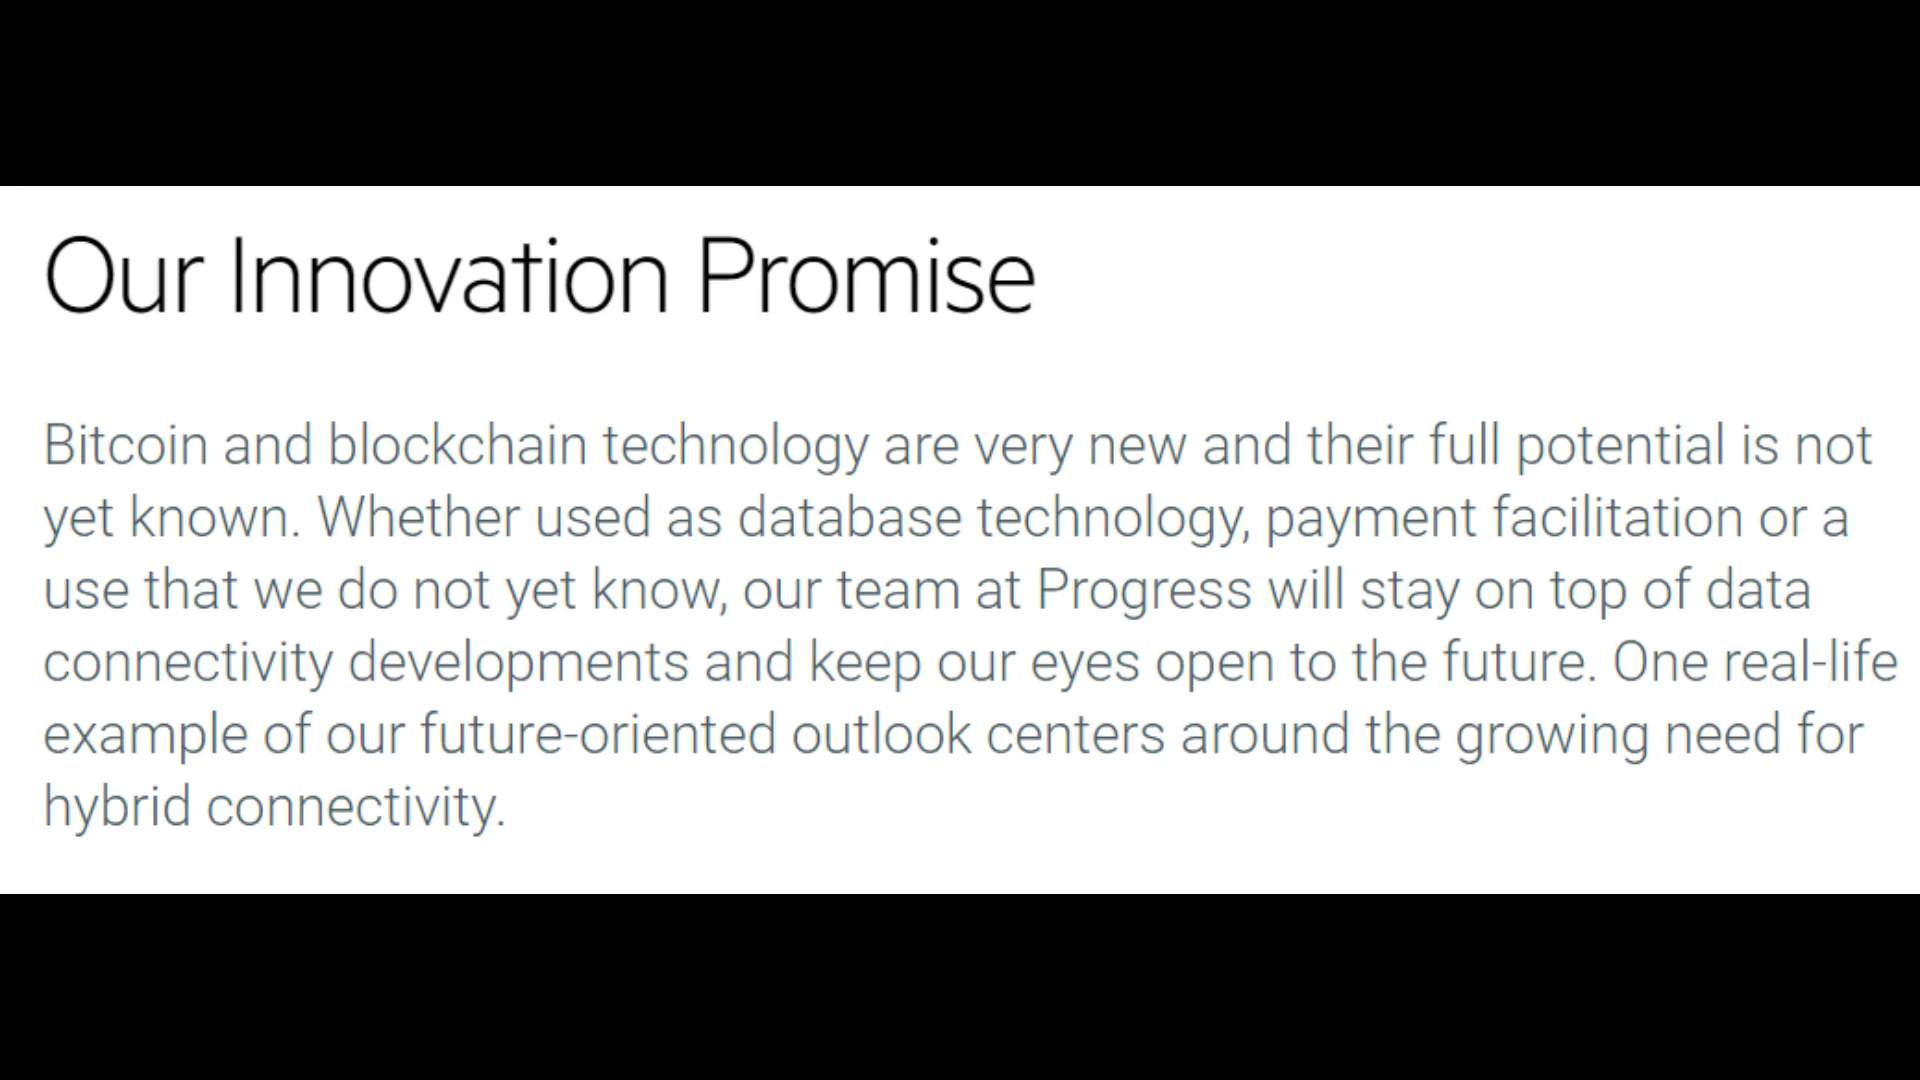 Our Innovation Promise
Bitcoin and blockchain technology are very new and their full potential is not
yet known. Whether used as database technology, payment facilitation or a
use that we do not yet know, our team at Progress will stay on top of data
connectivity developments and keep our eyes open to the future. One real-life
example of our future-oriented outlook centers around the growing need for
hybrid connectivity.